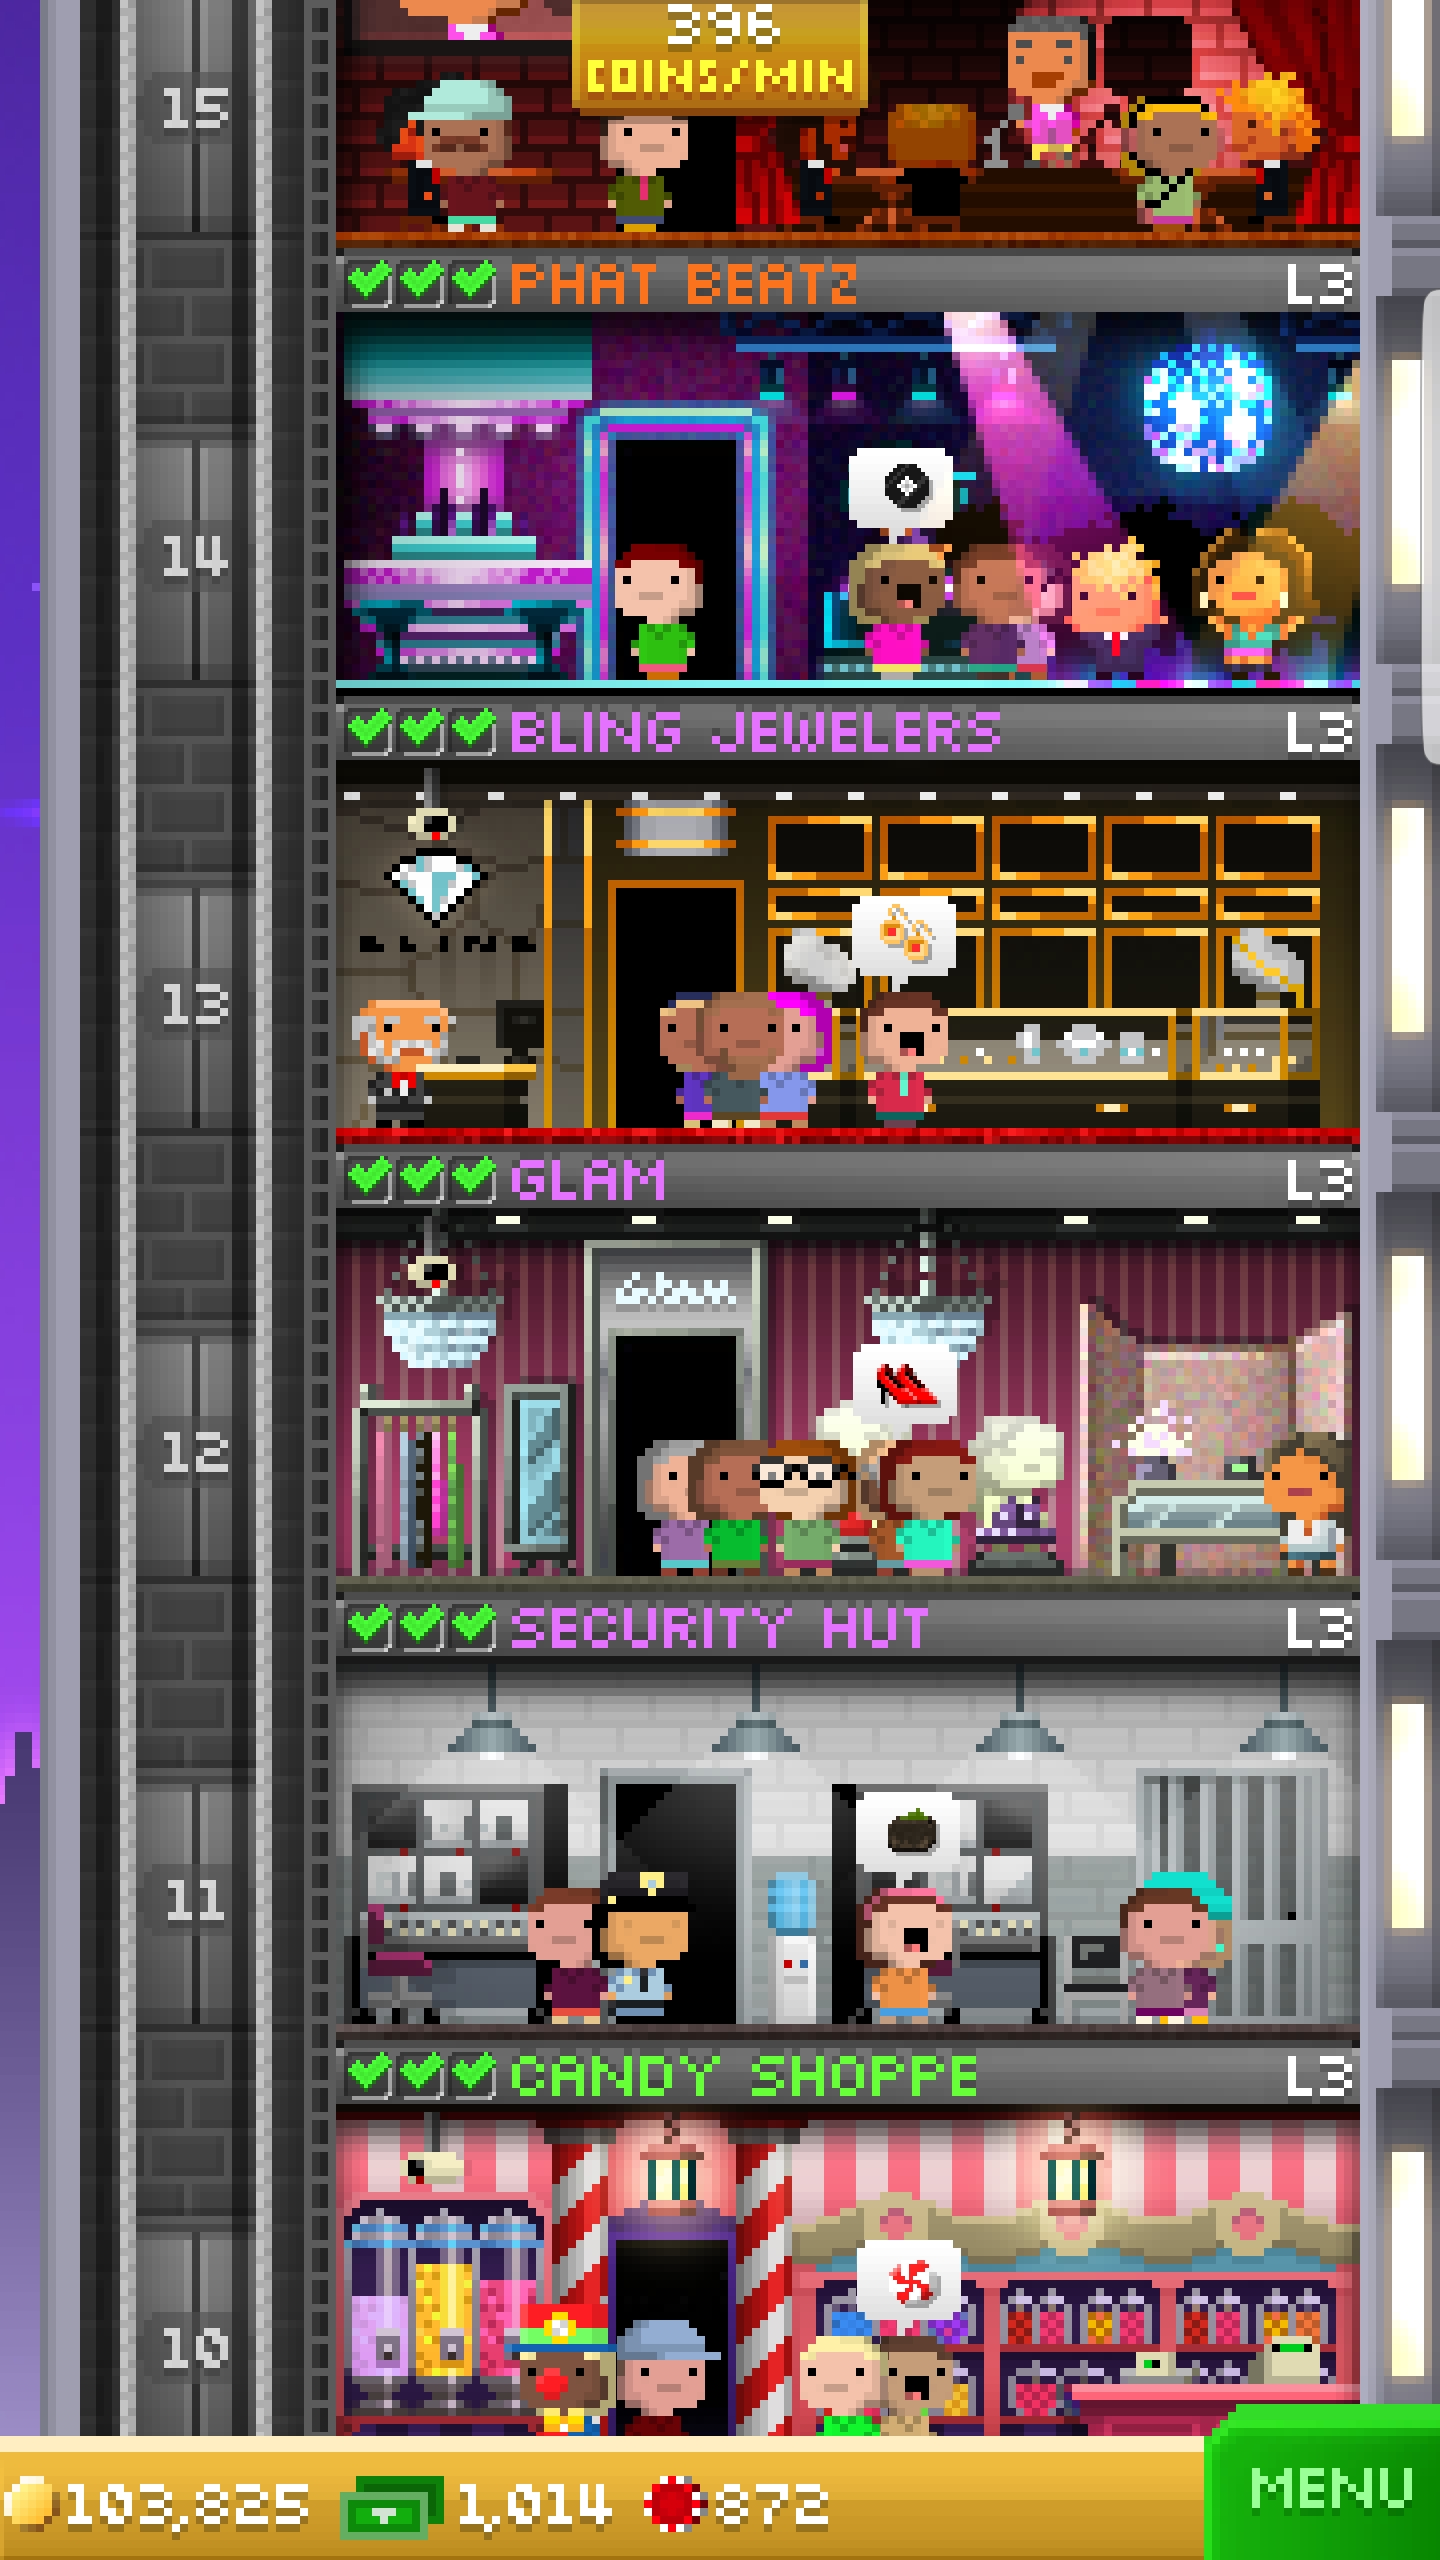 396
COINS/MIN
15
PHAT BEATZ L3
14
BLING JEWELERS L3
BLING
13
GLAM L3
Glam
12
SECURITY HUT L3
11
CANDY SHOPPE L3
10
103,825 1,014 872 MENU